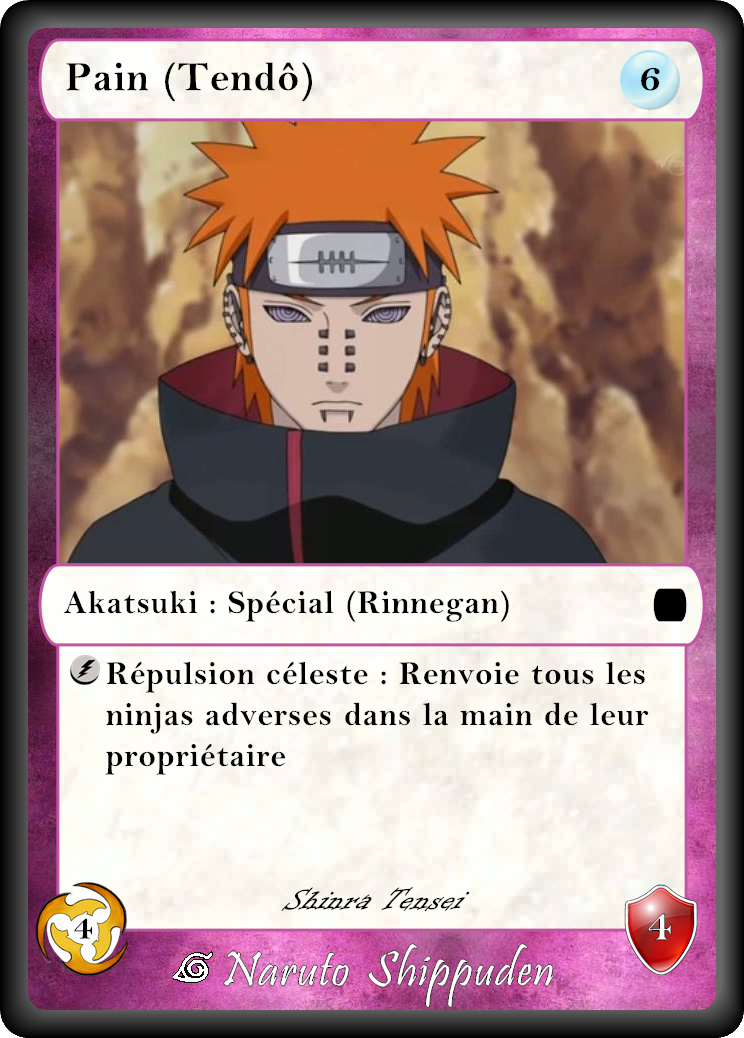 Pain (Tendô)
6
Akatsuki : Spécial (Rinnegan)
Répulsion céleste : Renvoie tous les
ninjas adverses dans la main de leur
propriétaire
Shinra Tensei
4
4
Naruto Shippuden